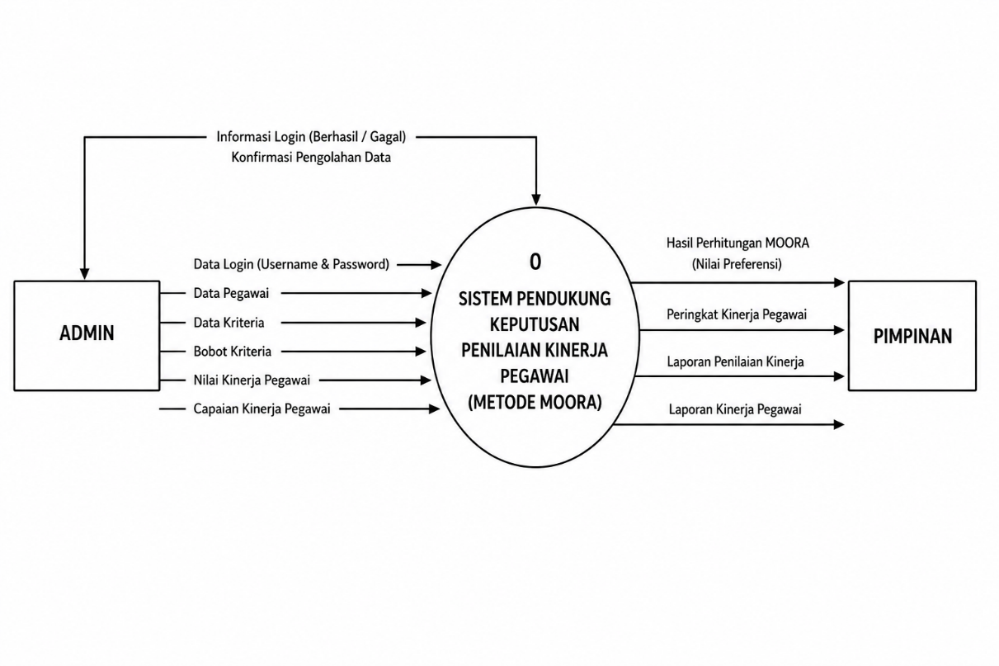 Informasi Login (Berhasil / Gagal)
Konfirmasi Pengolahan Data
ADMIN
Data Login (Username & Password)
Data Pegawai
Data Kriteria
Bobot Kriteria
Nilai Kinerja Pegawai
Capaian Kinerja Pegawai
0
SISTEM PENDUKUNG
KEPUTUSAN
PENILAIAN KINERJA
PEGAWAI
(METODE MOORA)
Hasil Perhitungan MOORA
(Nilai Preferensi)
Peringkat Kinerja Pegawai
Laporan Penilaian Kinerja
Laporan Kinerja Pegawai
PIMPINAN